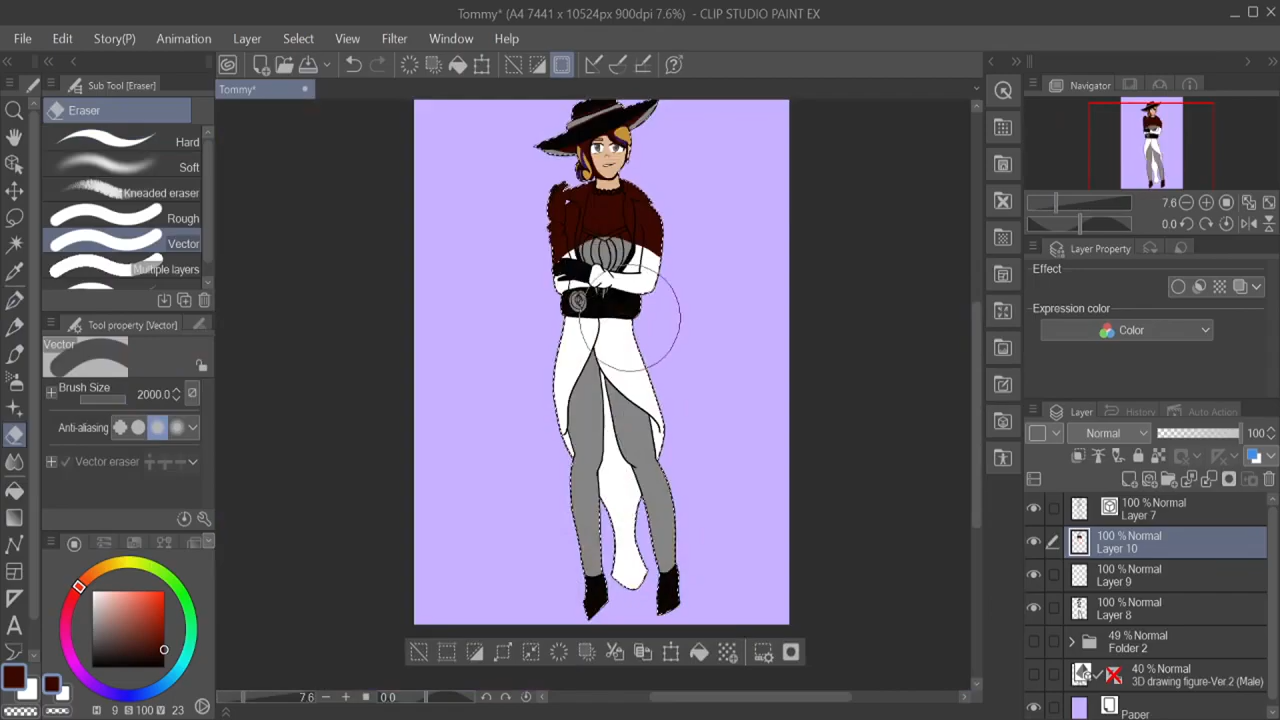 Tommy* (A4 7441 x 10524px 900dpi 7.6%) - CLIP STUDIO PAINT EX
File Edit Story(P) Animation Layer Select View Filter Window Help
Sub Tool [Eraser]
Tommy*
Navigator
Eraser
Hard
Soft
Kneaded eraser
Rough
Vector
Multiple layers
7.6
0.0
Layer Property
Effect
Expression color
Color
Tool property [Vector]
Vector
Brush Size
2000.0
Anti-aliasing
Vector eraser
Layer History Auto Action
Normal 100
100 % Normal
Layer 7
100 % Normal
Layer 10
100 % Normal
Layer 9
100 % Normal
Layer 8
49 % Normal
Folder 2
40 % Normal
3D drawing figure-Ver.2 (Male)
Paper
7.6 0.0
H 9 S 100 V 23